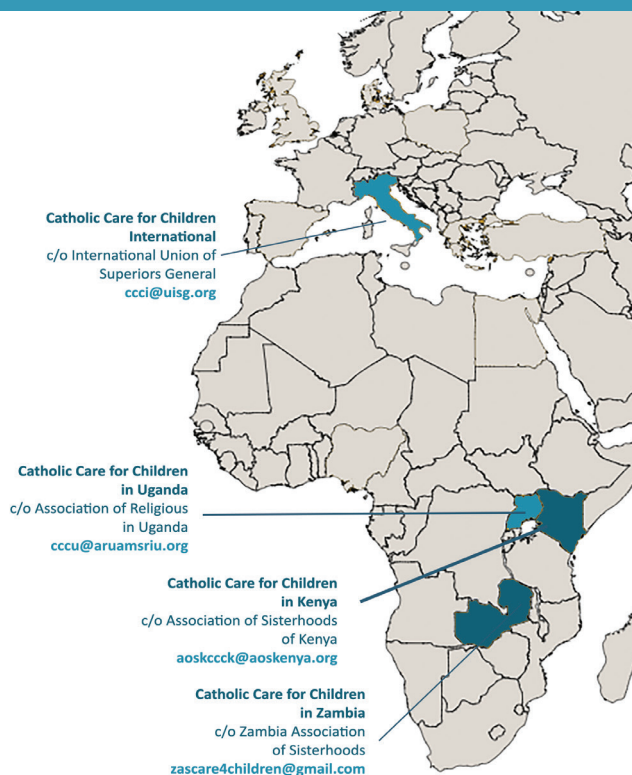 Catholic Care for Children
International
c/o International Union of
Superiors General
ccci@uisg.org
Catholic Care for Children
in Uganda
c/o Association of Religious
in Uganda
cccu@aruamsriu.org
Catholic Care for Children
in Kenya
c/o Association of Sisterhoods
of Kenya
aoskccck@aoskenya.org
Catholic Care for Children
in Zambia
c/o Zambia Association
of Sisterhoods
zascare4children@gmail.com